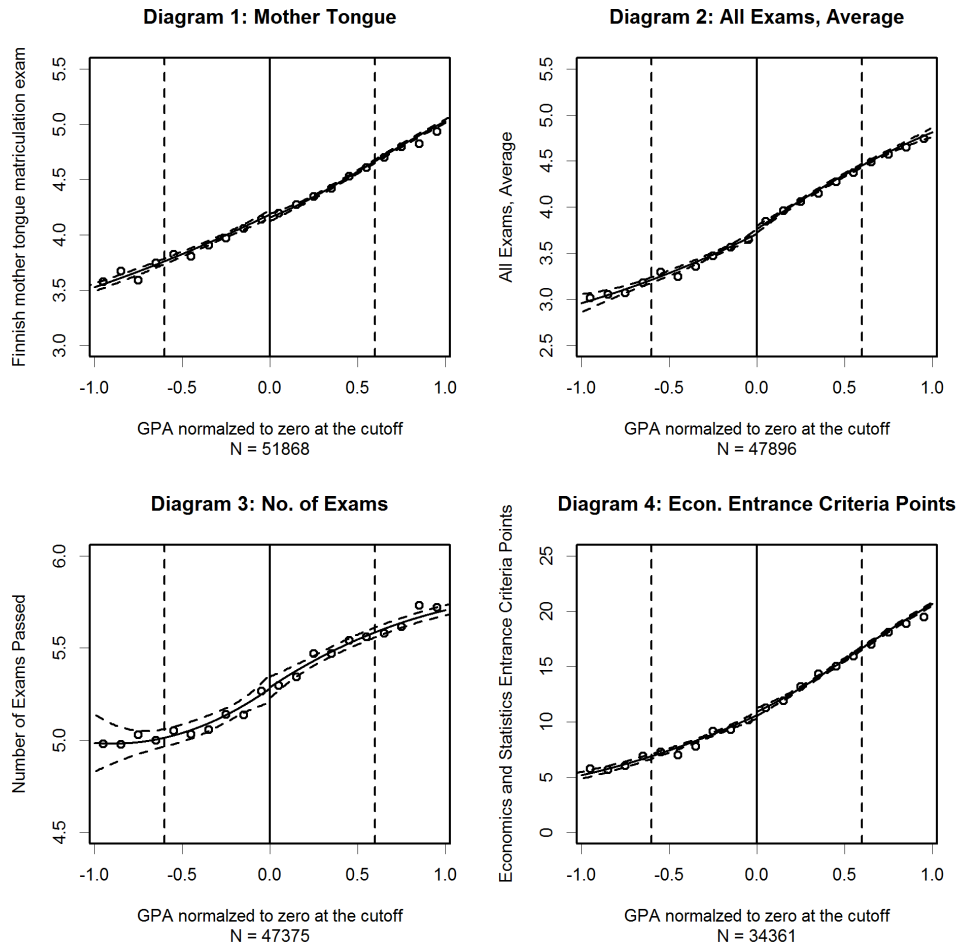 Diagram 1: Mother Tongue
Finnish mother tongue matriculation exam
5.5
5.0
4.5
4.0
3.5
3.0
-1.0 -0.5 0.0 0.5 1.0
GPA normalzed to zero at the cutoff
N = 51868
Diagram 2: All Exams, Average
All Exams, Average
5.5
5.0
4.5
4.0
3.5
3.0
2.5
-1.0 -0.5 0.0 0.5 1.0
GPA normalzed to zero at the cutoff
N = 47896
Diagram 3: No. of Exams
Number of Exams Passed
6.0
5.5
5.0
4.5
-1.0 -0.5 0.0 0.5 1.0
GPA normalzed to zero at the cutoff
N = 47375
Diagram 4: Econ. Entrance Criteria Points
Economics and Statistics Entrance Criteria Points
25
20
15
10
5
0
-1.0 -0.5 0.0 0.5 1.0
GPA normalzed to zero at the cutoff
N = 34361